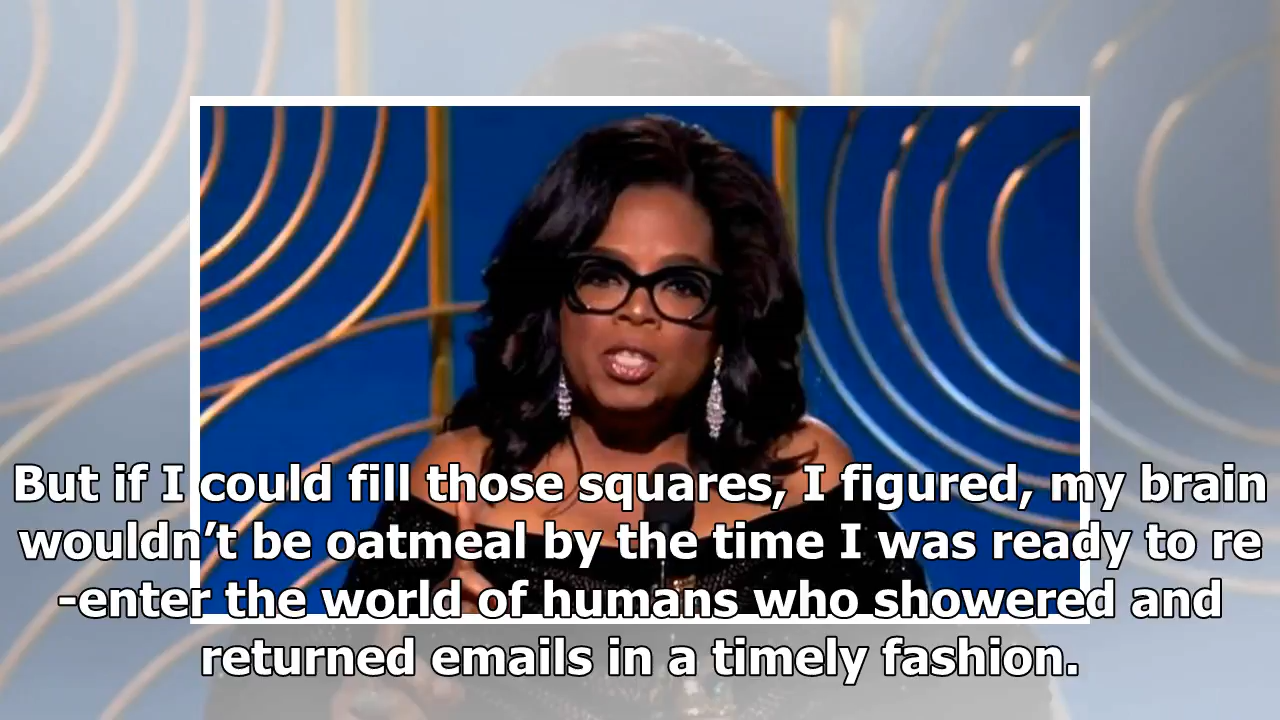 But if I could fill those squares, I figured, my brain
wouldn’t be oatmeal by the time I was ready to re
-enter the world of humans who showered and
returned emails in a timely fashion.